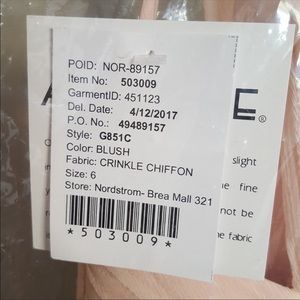 POID: NOR-89157
Item No: 503009
GarmentID: 451123
Del. Date: 4/12/2017
P.O. No.: 49489157
Style: G851C
Color: BLUSH
Fabric: CRINKLE CHIFFON
Size: 6
Store: Nordstrom- Brea Mall 321
*503009*
A E®
slight
fine
not be
fabric